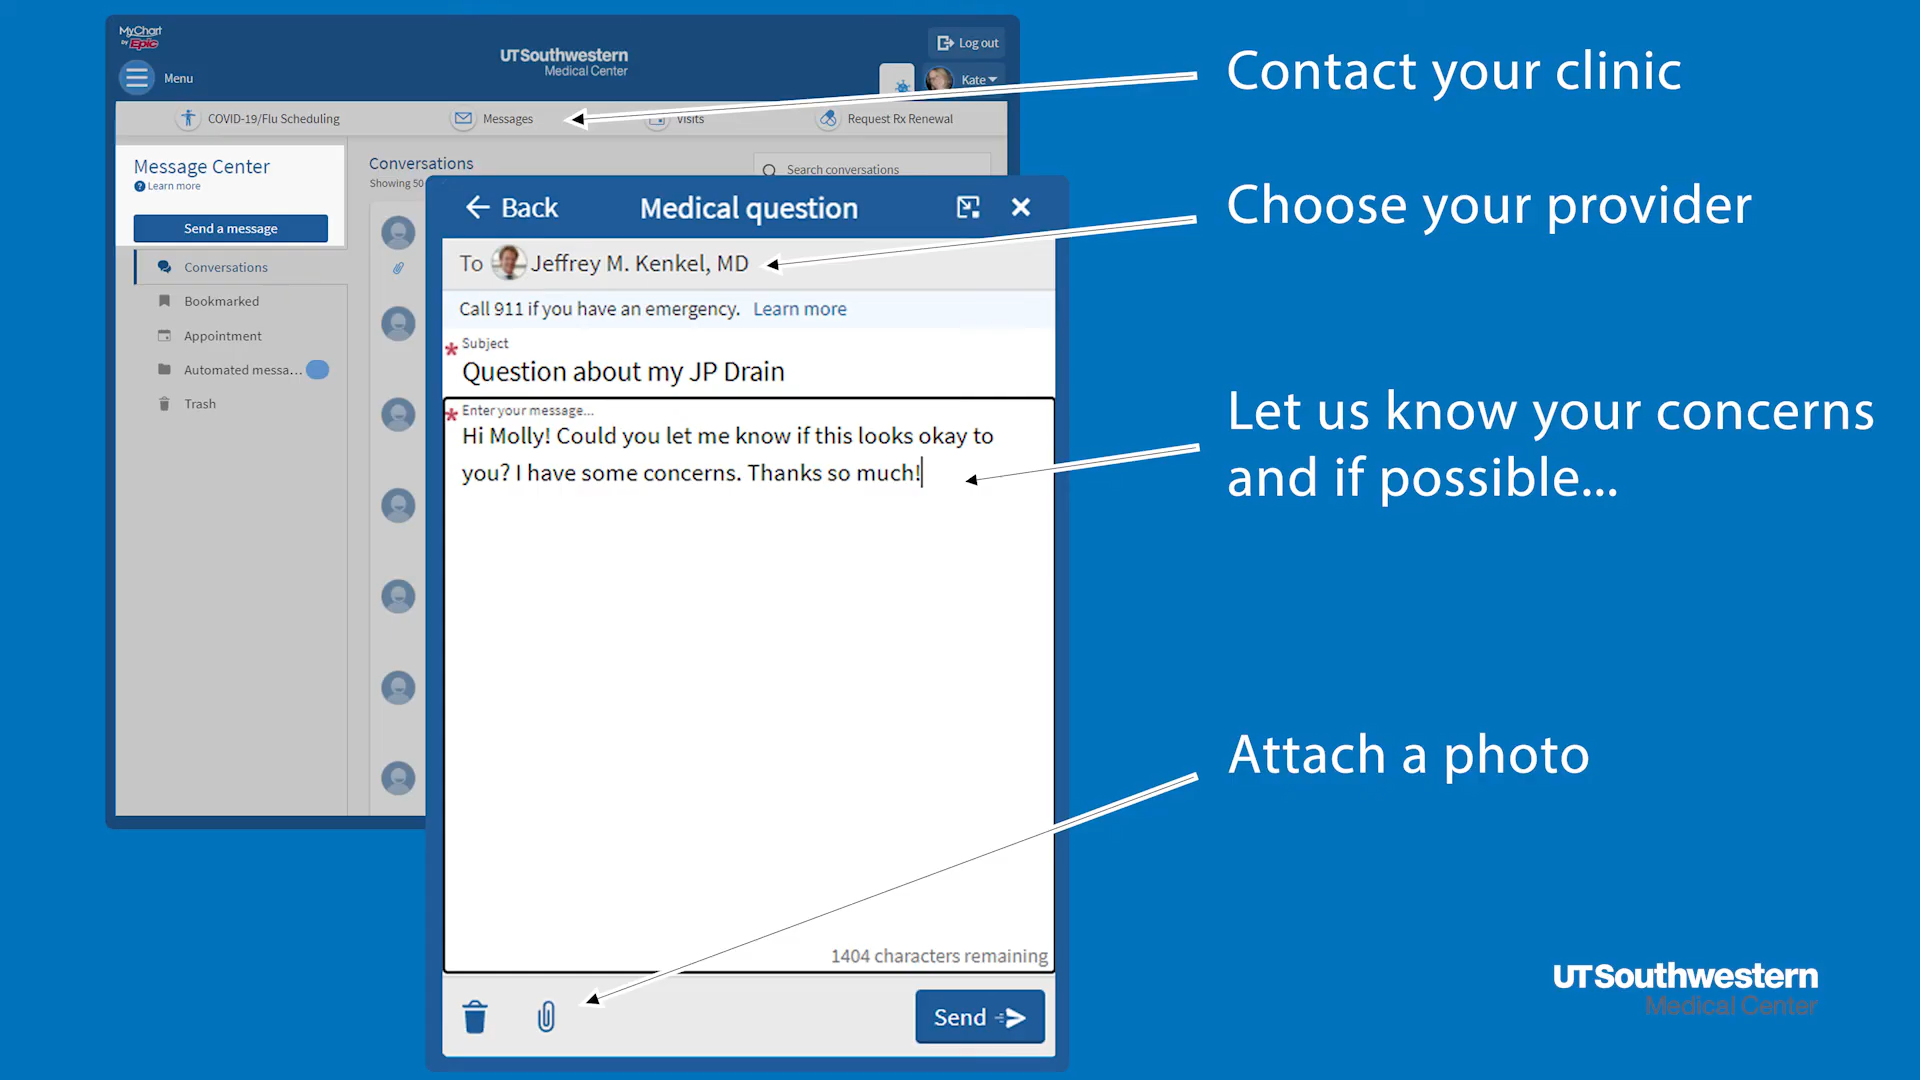 MyChart
by Epic
Menu
UTSouthwestern
Medical Center
Log out
Kate
COVID-19/Flu Scheduling
Messages
Visits
Request Rx Renewal
Message Center
Learn more
Send a message
Conversations
Bookmarked
Appointment
Automated messa...
Trash
Conversations
Showing 50
Search conversations
Back
Medical question
To Jeffrey M. Kenkel, MD
Call 911 if you have an emergency. Learn more
* Subject
Question about my JP Drain
* Enter your message...
Hi Molly! Could you let me know if this looks okay to
you? I have some concerns. Thanks so much!
1404 characters remaining
Send
Contact your clinic
Choose your provider
Let us know your concerns
and if possible...
Attach a photo
UTSouthwestern
Medical Center